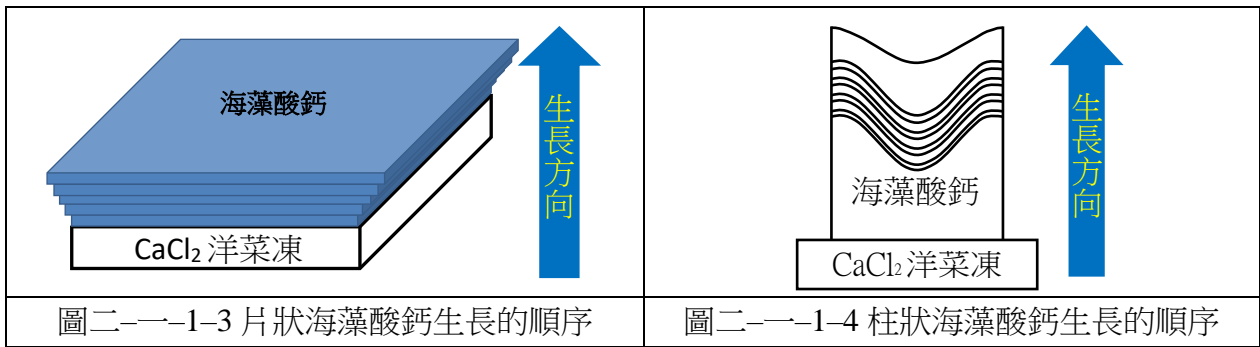 海藻酸鈣
CaCl₂ 洋菜凍
生長方向
圖二–一–1–3 片狀海藻酸鈣生長的順序
海藻酸鈣
CaCl₂ 洋菜凍
生長方向
圖二–一–1–4 柱狀海藻酸鈣生長的順序